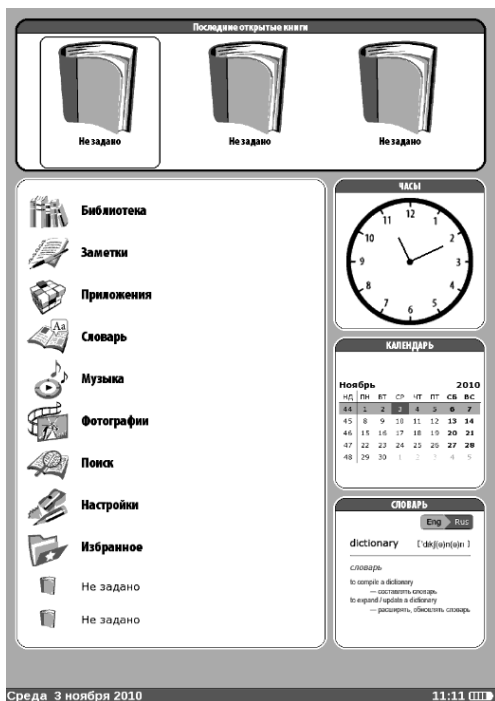 Последние открытые книги
Не задано
Не задано
Не задано
Библиотека
Заметки
Приложения
Aa
Словарь
Музыка
Фотографии
Поиск
Настройки
Избранное
Не задано
Не задано
ЧАСЫ
12
1
2
3
4
5
6
7
8
9
10
11
КАЛЕНДАРЬ
Ноябрь 2010
НД ПН ВТ СР ЧТ ПТ СБ ВС
44 1 2 3 4 5 6 7
45 8 9 10 11 12 13 14
46 15 16 17 18 19 20 21
47 22 23 24 25 26 27 28
48 29 30 1 2 3 4 5
СЛОВАРЬ
Eng Rus
dictionary ['dɪkʃ(ə)n(ə)rɪ]
словарь
to compile a dictionary
— составлять словарь
to expand / update a dictionary
— расширять, обновлять словарь
Среда 3 ноября 2010 11:11